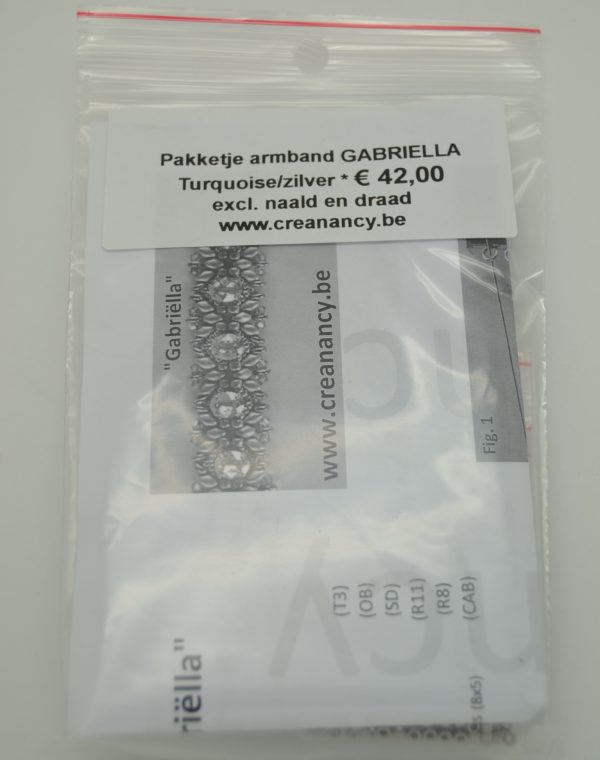 Pakketje armband GABRIELLA
Turquoise/zilver * € 42,00
excl. naald en draad
www.creanancy.be
"Gabriëlla"
www.creanancy.be
Fig. 1
(T3)
(OB)
(SD)
(R11)
(R8)
(CAB)
(8x5)